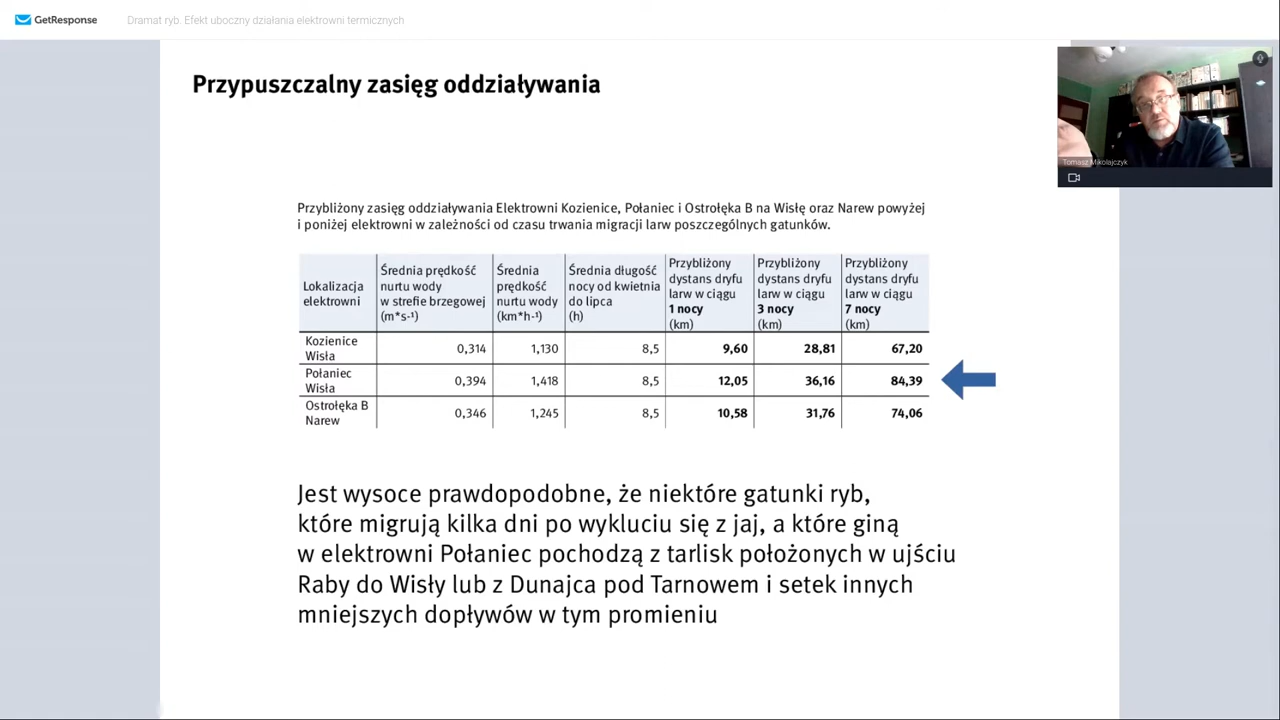 GetResponse
Dramat ryb. Efekt uboczny działania elektrowni termicznych
Przypuszczalny zasięg oddziaływania
Tomasz Mikołajczyk
Przybliżony zasięg oddziaływania Elektrowni Kozienice, Połaniec i Ostrołęka B na Wisłę oraz Narew powyżej
i poniżej elektrowni w zależności od czasu trwania migracji larw poszczególnych gatunków.
Lokalizacja
elektrowni
Średnia prędkość
nurtu wody
w strefie brzegowej
(m*s-¹)
Średnia
prędkość
nurtu wody
(km*h-¹)
Średnia długość
nocy od kwietnia
do lipca
(h)
Przybliżony
dystans dryfu
larw w ciągu
1 nocy
(km)
Przybliżony
dystans dryfu
larw w ciągu
3 nocy
(km)
Przybliżony
dystans dryfu
larw w ciągu
7 nocy
(km)
Kozienice
Wisła
0,314 1,130 8,5 9,60 28,81 67,20
Połaniec
Wisła
0,394 1,418 8,5 12,05 36,16 84,39
Ostrołęka B
Narew
0,346 1,245 8,5 10,58 31,76 74,06
Jest wysoce prawdopodobne, że niektóre gatunki ryb,
które migrują kilka dni po wykluciu się z jaj, a które giną
w elektrowni Połaniec pochodzą z tarlisk położonych w ujściu
Raby do Wisły lub z Dunajca pod Tarnowem i setek innych
mniejszych dopływów w tym promieniu